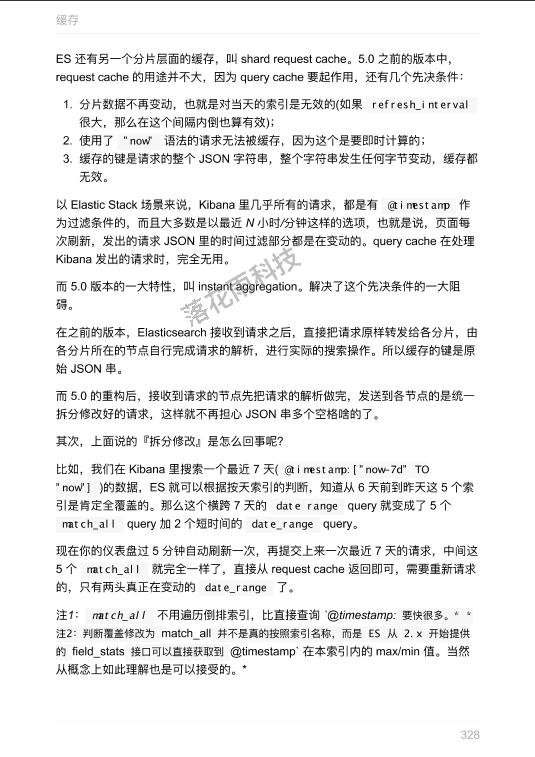 缓存
ES 还有另一个分片层面的缓存，叫 shard request cache。5.0 之前的版本中，
request cache 的用途并不大，因为 query cache 要起作用，还有几个先决条件：
1. 分片数据不再变动，也就是对当天的索引是无效的(如果 refresh_interval
很大，那么在这个间隔内倒也算有效)；
2. 使用了 "now" 语法的请求无法被缓存，因为这个是要即时计算的；
3. 缓存的键是请求的整个 JSON 字符串，整个字符串发生任何字节变动，缓存都
无效。
以 Elastic Stack 场景来说，Kibana 里几乎所有的请求，都是有 @timestamp 作
为过滤条件的，而且大多数是以最近 N 小时/分钟这样的选项，也就是说，页面每
次刷新，发出的请求 JSON 里的时间过滤部分都是在变动的。query cache 在处理
Kibana 发出的请求时，完全无用。
而 5.0 版本的一大特性，叫 instant aggregation。解决了这个先决条件的一大阻
碍。
在之前的版本，Elasticsearch 接收到请求之后，直接把请求原样转发给各分片，由
各分片所在的节点自行完成请求的解析，进行实际的搜索操作。所以缓存的键是原
始 JSON 串。
而 5.0 的重构后，接收到请求的节点先把请求的解析做完，发送到各节点的是统一
拆分修改好的请求，这样就不再担心 JSON 串多个空格啥的了。
其次，上面说的『拆分修改』是怎么回事呢？
比如，我们在 Kibana 里搜索一个最近 7 天( @timestamp:["now-7d" TO
"now"] )的数据，ES 就可以根据按天索引的判断，知道从 6 天前到昨天这 5 个索
引是肯定全覆盖的。那么这个横跨 7 天的 date range query 就变成了 5 个
match_all query 加 2 个短时间的 date_range query。
现在你的仪表盘过 5 分钟自动刷新一次，再提交上来一次最近 7 天的请求，中间这
5 个 match_all 就完全一样了，直接从 request cache 返回即可，需要重新请求
的，只有两头真正在变动的 date_range 了。
注1： match_all 不用遍历倒排索引，比直接查询 `@timestamp: 要快很多。* *
注2：判断覆盖修改为 match_all 并不是真的按照索引名称，而是 ES 从 2.x 开始提供
的 field_stats 接口可以直接获取到 @timestamp` 在本索引内的 max/min 值。当然
从概念上如此理解也是可以接受的。*
落花雨科技
328